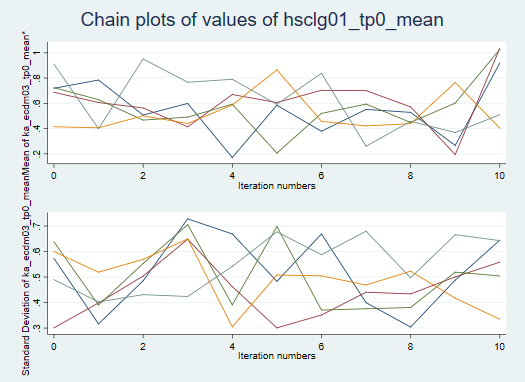 Chain plots of values of hsclg01_tp0_mean
Mean of ka_ecdm03_tp0_mean*
1
.8
.6
.4
.2
0 2 4 6 8 10
Iteration numbers
Standard Deviation of ka_ecdm03_tp0_mean
.7
.6
.5
.4
.3
0 2 4 6 8 10
Iteration numbers